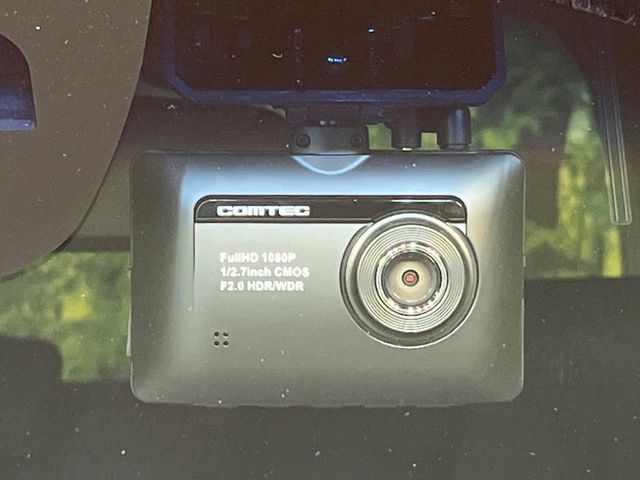 COMTEC
FullHD 1080P
1/2.7inch CMOS
F2.0 HDR/WDR